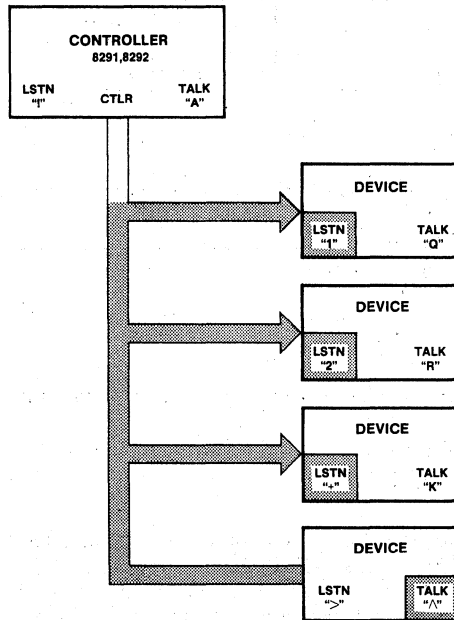 CONTROLLER
8291,8292
LSTN
"!"
CTLR
TALK
"A"
DEVICE
LSTN
"1"
TALK
"Q"
DEVICE
LSTN
"2"
TALK
"R"
DEVICE
LSTN
"+"
TALK
"K"
DEVICE
LSTN
">"
TALK
"^"